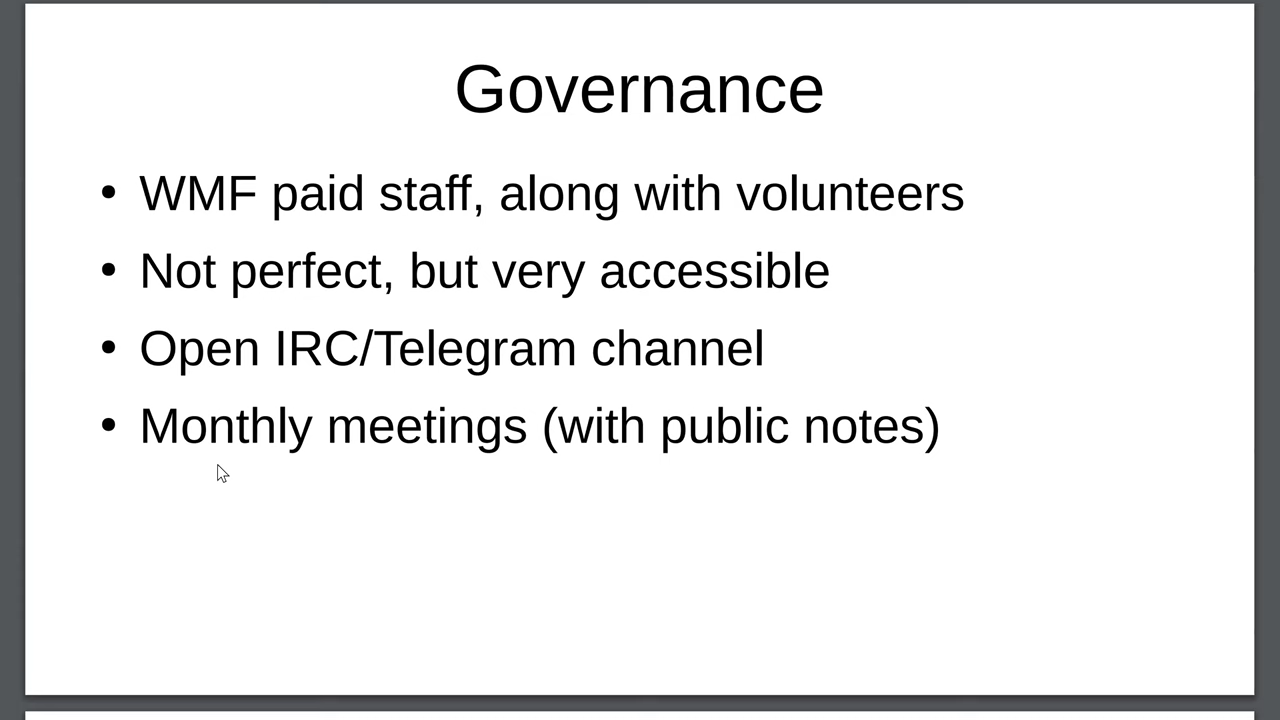 Governance
• WMF paid staff, along with volunteers
• Not perfect, but very accessible
• Open IRC/Telegram channel
• Monthly meetings (with public notes)